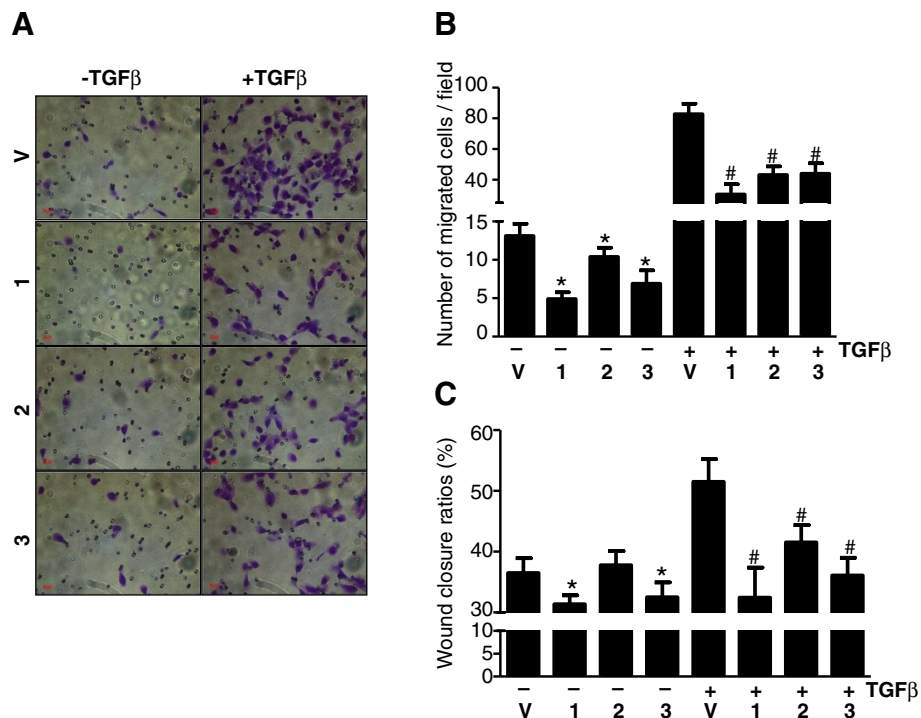 A
-TGFβ +TGFβ
V
1
2
3
B
Number of migrated cells / field
100
80
60
40
15
10
5
0
* * * # # #
− − − − + + + + TGFβ
V 1 2 3 V 1 2 3
C
Wound closure ratios (%)
60
50
40
30
10
5
0
* * # # #
− − − − + + + + TGFβ
V 1 2 3 V 1 2 3